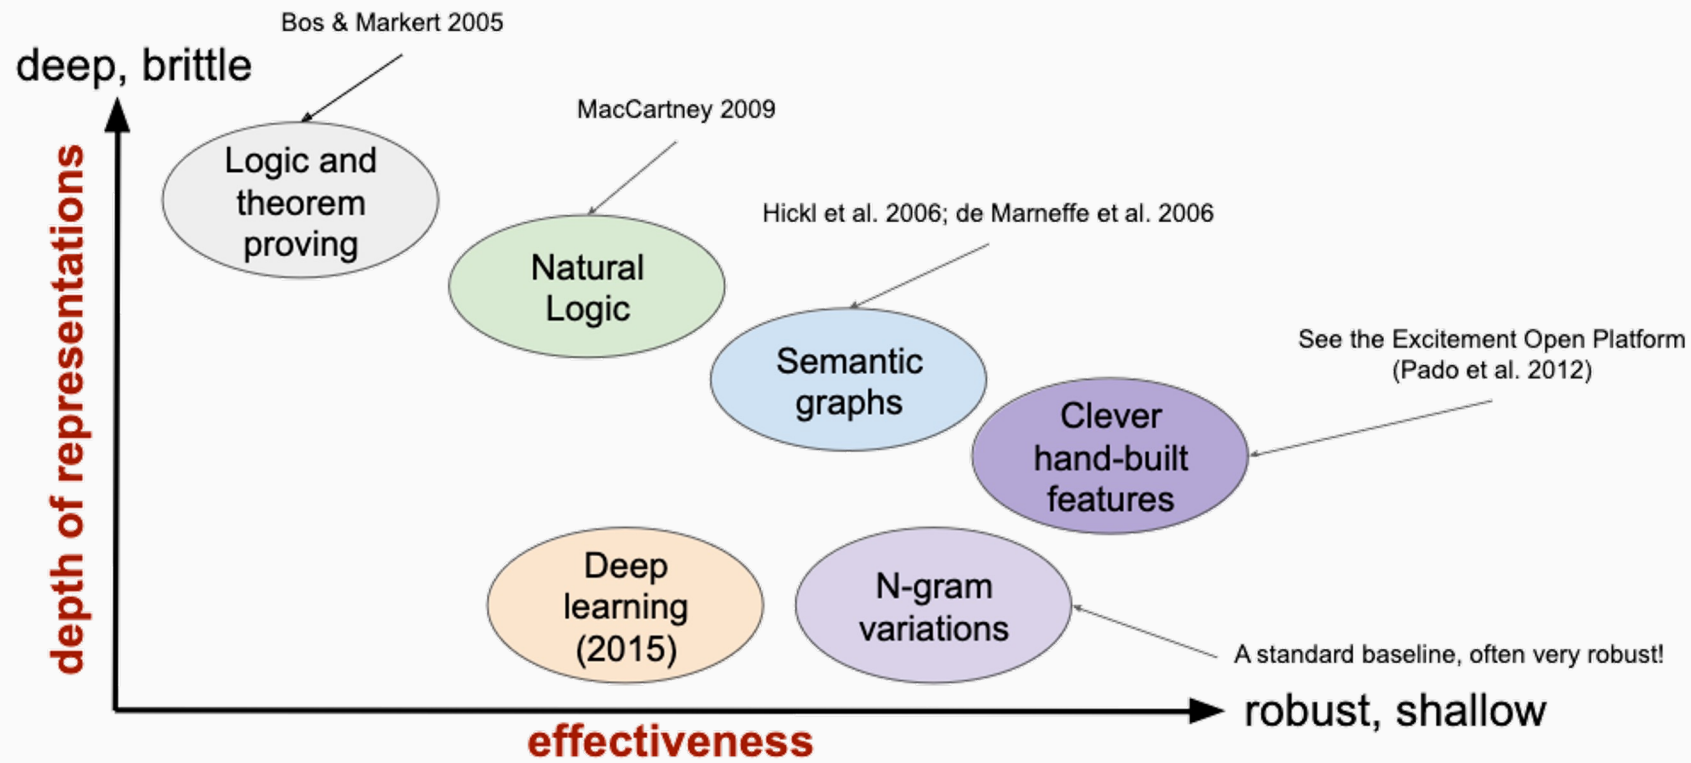 Bos & Markert 2005
deep, brittle
MacCartney 2009
Logic and
theorem
proving
Hickl et al. 2006; de Marneffe et al. 2006
Natural
Logic
See the Excitement Open Platform
(Pado et al. 2012)
Semantic
graphs
Clever
hand-built
features
depth of representations
Deep
learning
(2015)
N-gram
variations
A standard baseline, often very robust!
robust, shallow
effectiveness